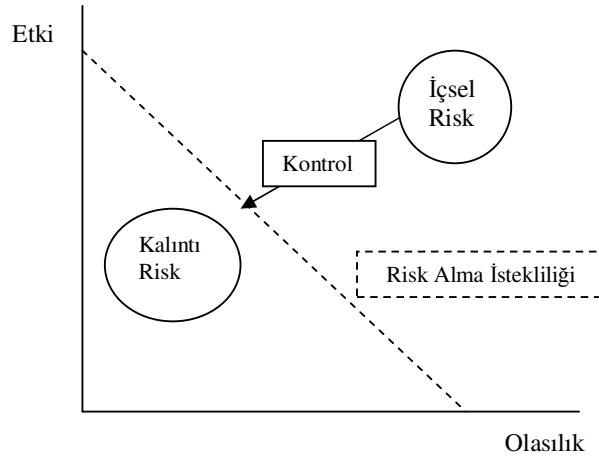 Etki
İçsel
Risk
Kontrol
Kalıntı
Risk
Risk Alma İstekliliği
Olasılık